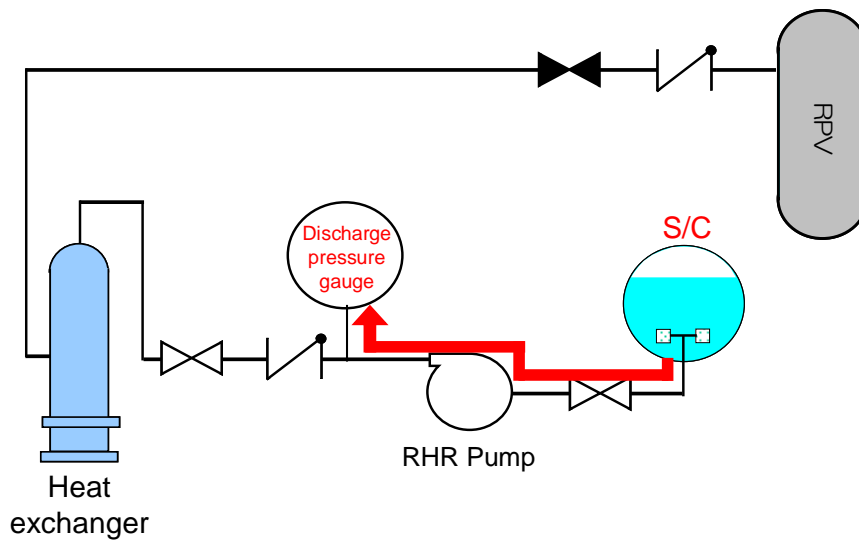 RPV
S/C
Discharge
pressure
gauge
RHR Pump
Heat
exchanger